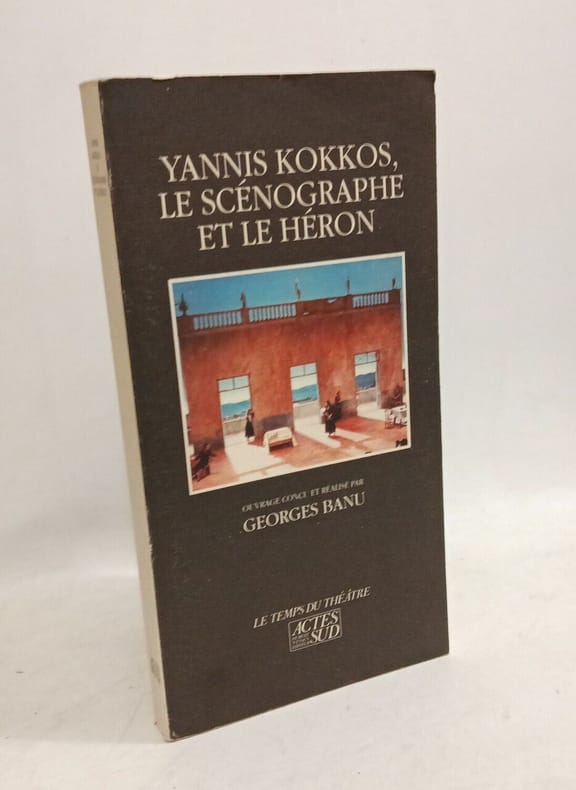 YANNIS KOKKOS,
LE SCÉNOGRAPHE
ET LE HÉRON
OUVRAGE CONÇU ET RÉALISÉ PAR
GEORGES BANU
LE TEMPS DU THÉÂTRE
ACTES
SUD